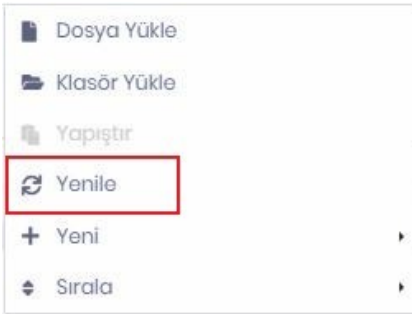 Dosya Yükle
Klasör Yükle
Yapıştır
Yenile
Yeni
Sırala